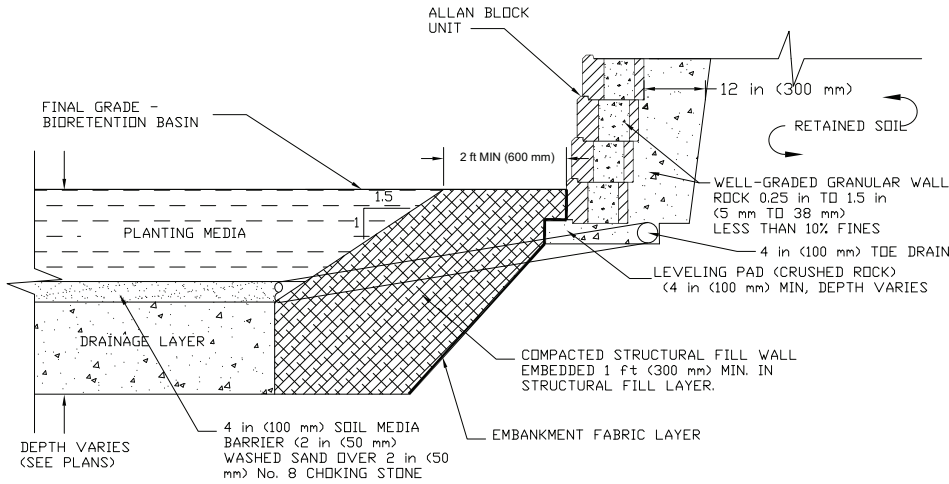 ALLAN BLOCK
UNIT
12 in (300 mm)
FINAL GRADE -
BIORETENTION BASIN
RETAINED SOIL
2 ft MIN (600 mm)
WELL-GRADED GRANULAR WALL
ROCK 0.25 in TO 1.5 in
(5 mm TO 38 mm)
LESS THAN 10% FINES
1.5
1
PLANTING MEDIA
4 in (100 mm) TOE DRAIN
LEVELING PAD (CRUSHED ROCK)
(4 in (100 mm) MIN, DEPTH VARIES
DRAINAGE LAYER
COMPACTED STRUCTURAL FILL WALL
EMBEDDED 1 ft (300 mm) MIN. IN
STRUCTURAL FILL LAYER.
4 in (100 mm) SOIL MEDIA
BARRIER (2 in (50 mm)
WASHED SAND OVER 2 in (50
mm) No. 8 CHOKING STONE
EMBANKMENT FABRIC LAYER
DEPTH VARIES
(SEE PLANS)